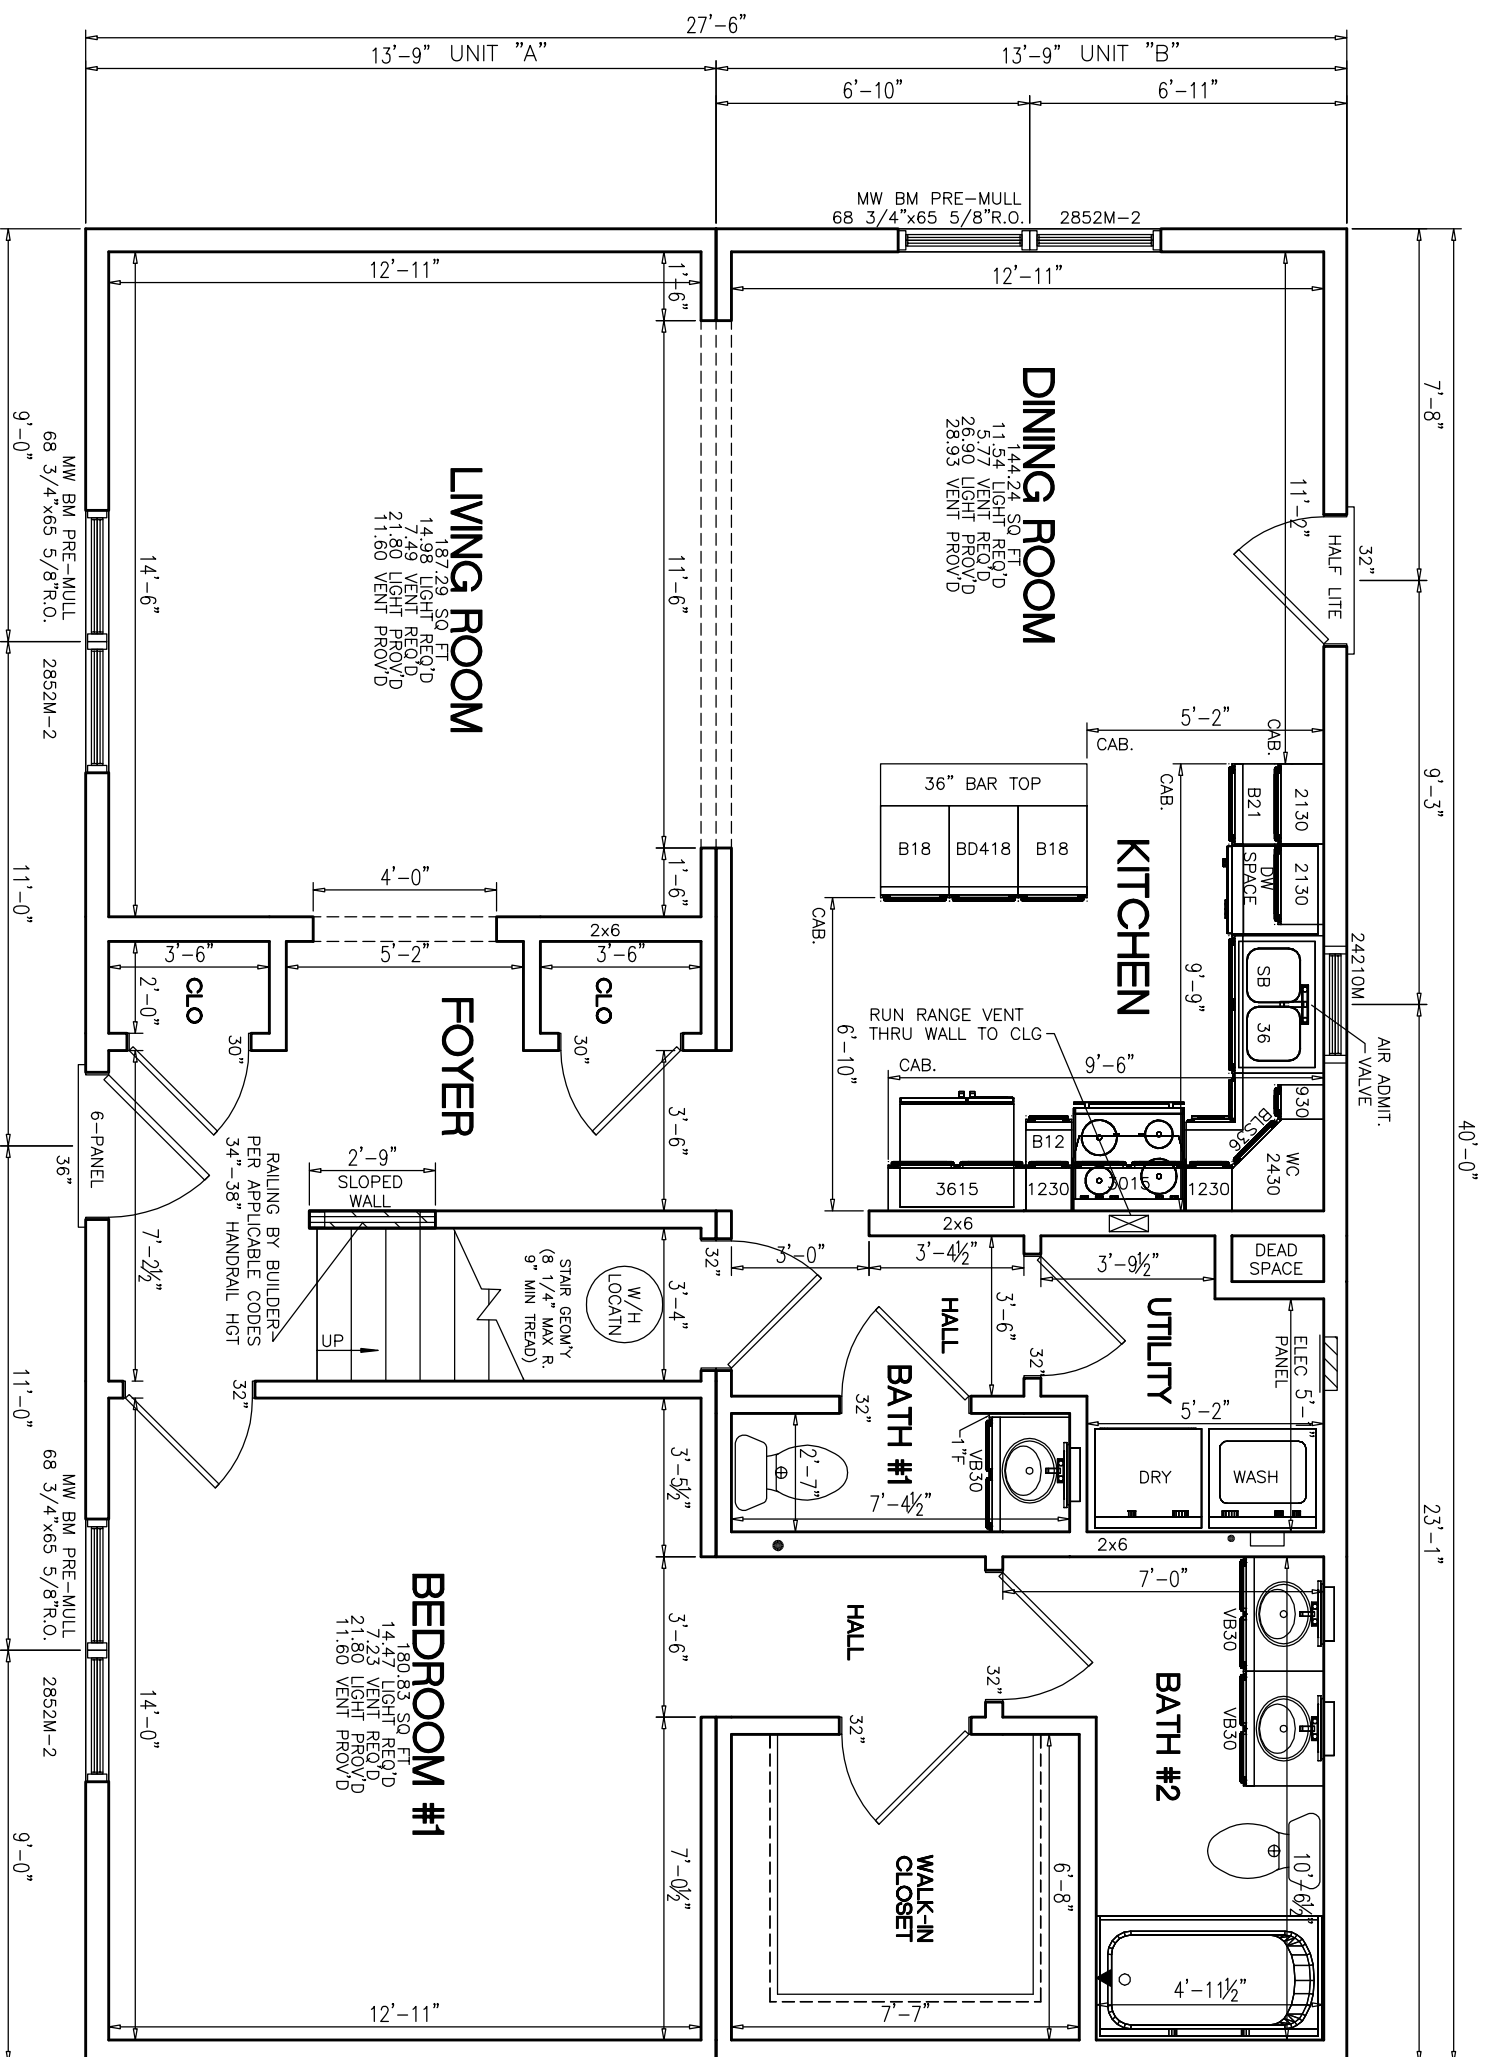 27'-6"
13'-9" UNIT "A"
13'-9" UNIT "B"
6'-10"
6'-11"
MW BM PRE-MULL
68 3/4"x65 5/8"R.O.
2852M-2
12'-11"
1'-6"
12'-11"
7'-8"
DINING ROOM
144.24 SQ FT
11.54 LIGHT REQ'D
5.77 VENT REQ'D
26.90 LIGHT PROV'D
28.93 VENT PROV'D
11'-2"
HALF LITE
32"
LIVING ROOM
187.29 SQ FT
14.98 LIGHT REQ'D
7.49 VENT REQ'D
21.80 LIGHT PROV'D
11.60 VENT PROV'D
14'-6"
11'-6"
9'-0"
MW BM PRE-MULL
68 3/4"x65 5/8"R.O.
2852M-2
5'-2"
CAB.
CAB.
CAB.
9'-3"
36" BAR TOP
B18
BD418
B18
CAB.
KITCHEN
B21
2130
DW
SPACE
2130
SB
36
24210M
AIR ADMIT.
VALVE
9'-9"
RUN RANGE VENT
THRU WALL TO CLG
6'-10"
CAB.
9'-6"
930
BLS36
WC
2430
B12
3615
1230
3015
1230
2x6
40'-0"
4'-0"
1'-6"
2x6
3'-6"
5'-2"
3'-6"
2'-0"
CLO
CLO
30"
30"
FOYER
11'-0"
6-PANEL
36"
3'-6"
2'-9"
SLOPED
WALL
RAILING BY BUILDER
PER APPLICABLE CODES
34"-38" HANDRAIL HGT
7'-2½"
UP
STAIR GEOM'Y
(8 1/4" MAX R.
9" MIN TREAD)
W/H
LOCATN
3'-4"
32"
3'-0"
3'-4½"
3'-9½"
DEAD
SPACE
HALL
3'-6"
UTILITY
ELEC
PANEL
5'-1"
32"
32"
BATH #1
5'-2"
DRY
WASH
VB30
1"F
2'-7"
7'-4½"
2x6
32"
11'-0"
3'-5½"
23'-1"
MW BM PRE-MULL
68 3/4"x65 5/8"R.O.
2852M-2
BEDROOM #1
180.83 SQ FT
14.47 LIGHT REQ'D
7.23 VENT REQ'D
21.80 LIGHT PROV'D
11.60 VENT PROV'D
14'-0"
3'-6"
HALL
7'-0"
32"
32"
VB30
VB30
BATH #2
10'-6½"
7'-0½"
WALK-IN
CLOSET
6'-8"
9'-0"
12'-11"
7'-7"
4'-11½"